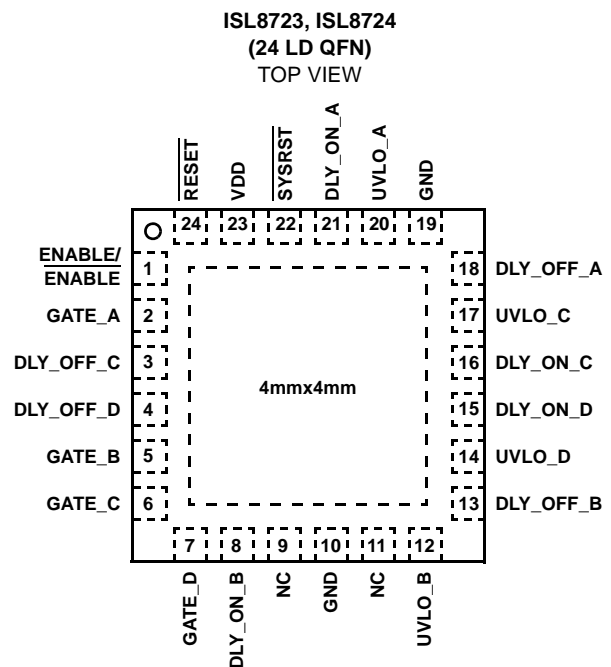 ISL8723, ISL8724
(24 LD QFN)
TOP VIEW
RESET
VDD
SYSRST
DLY_ON_A
UVLO_A
GND
24 23 22 21 20 19
ENABLE/
ENABLE
1
18 DLY_OFF_A
GATE_A 2
17 UVLO_C
DLY_OFF_C 3
16 DLY_ON_C
4mmx4mm
DLY_OFF_D 4
15 DLY_ON_D
GATE_B 5
14 UVLO_D
GATE_C 6
13 DLY_OFF_B
7 8 9 10 11 12
GATE_D
DLY_ON_B
NC
GND
NC
UVLO_B